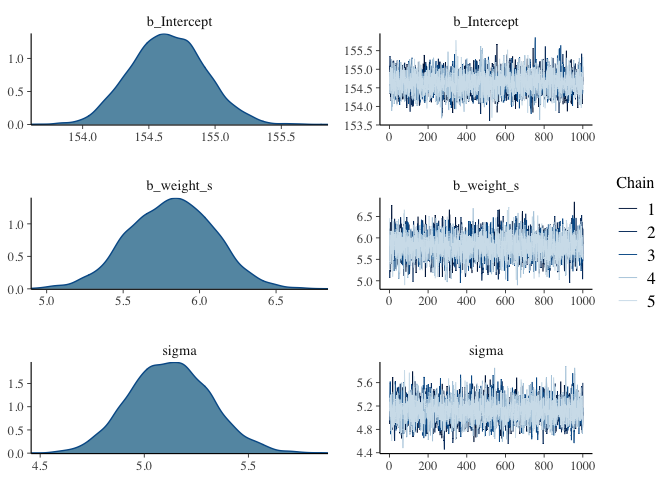 b_Intercept
1.0
0.5
0.0
154.0 154.5 155.0 155.5
b_Intercept
155.5
155.0
154.5
154.0
153.5
0 200 400 600 800 1000
b_weight_s
1.0
0.5
0.0
5.0 5.5 6.0 6.5
b_weight_s
6.5
6.0
5.5
5.0
0 200 400 600 800 1000
sigma
1.5
1.0
0.5
0.0
4.5 5.0 5.5
sigma
5.6
5.2
4.8
4.4
0 200 400 600 800 1000
Chain
1
2
3
4
5